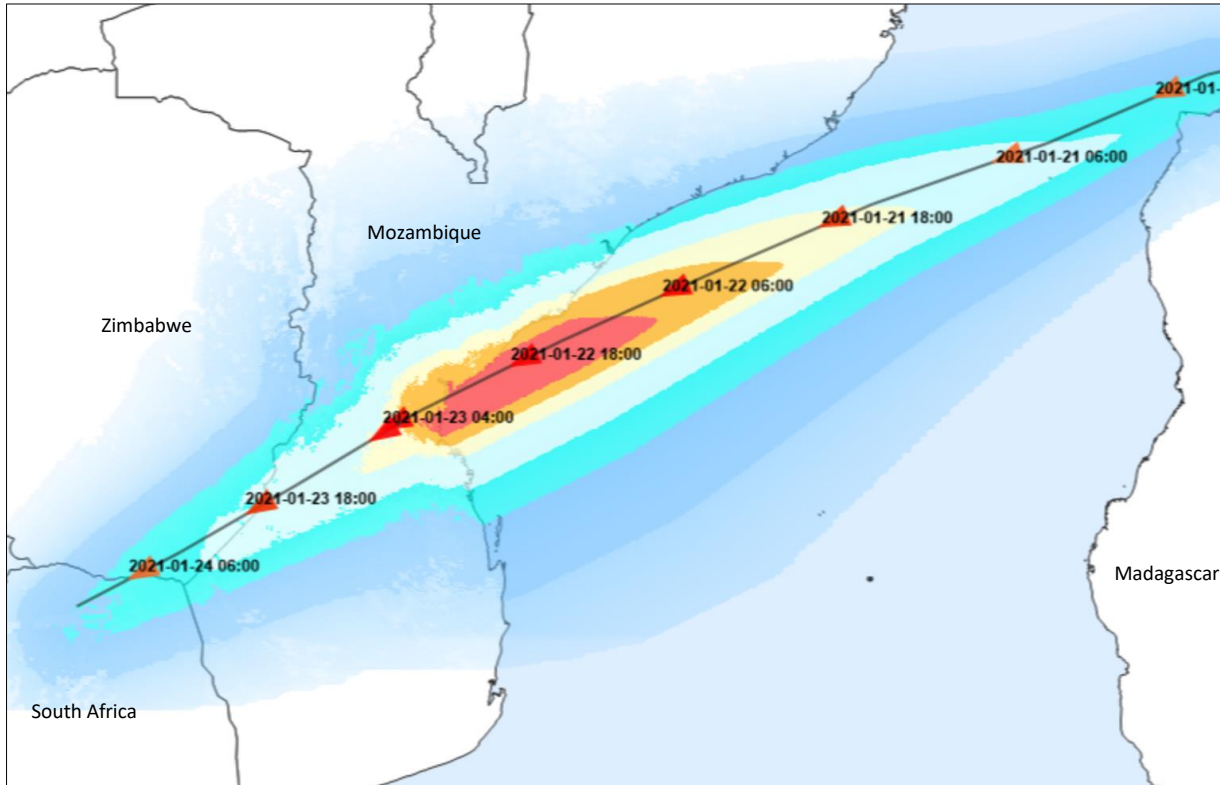 2021-01-
2021-01-21 06:00
2021-01-21 18:00
Mozambique
2021-01-22 06:00
Zimbabwe
2021-01-22 18:00
2021-01-23 04:00
2021-01-23 18:00
2021-01-24 06:00
Madagascar
South Africa